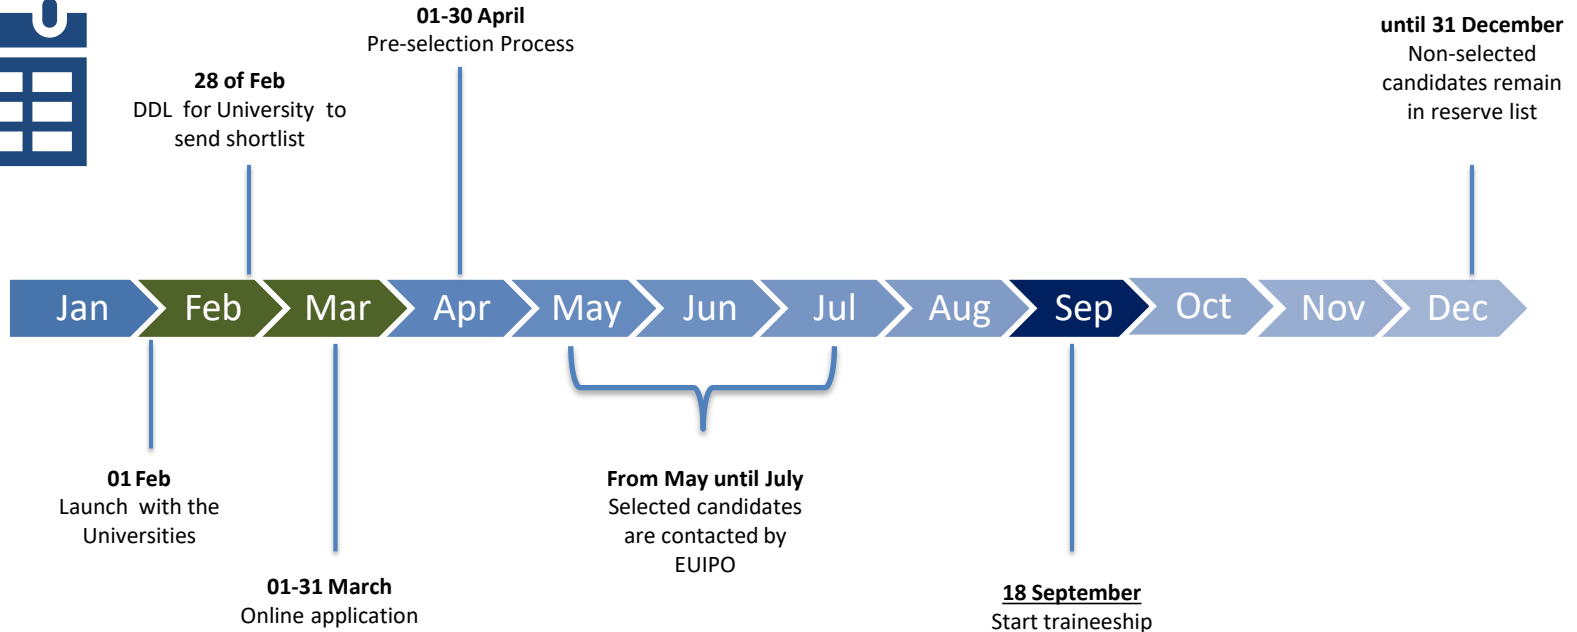 01-30 April
Pre-selection Process
until 31 December
Non-selected
candidates remain
in reserve list
28 of Feb
DDL for University to
send shortlist
Jan
Feb
Mar
Apr
May
Jun
Jul
Aug
Sep
Oct
Nov
Dec
01 Feb
Launch with the
Universities
From May until July
Selected candidates
are contacted by
EUIPO
01-31 March
Online application
18 September
Start traineeship